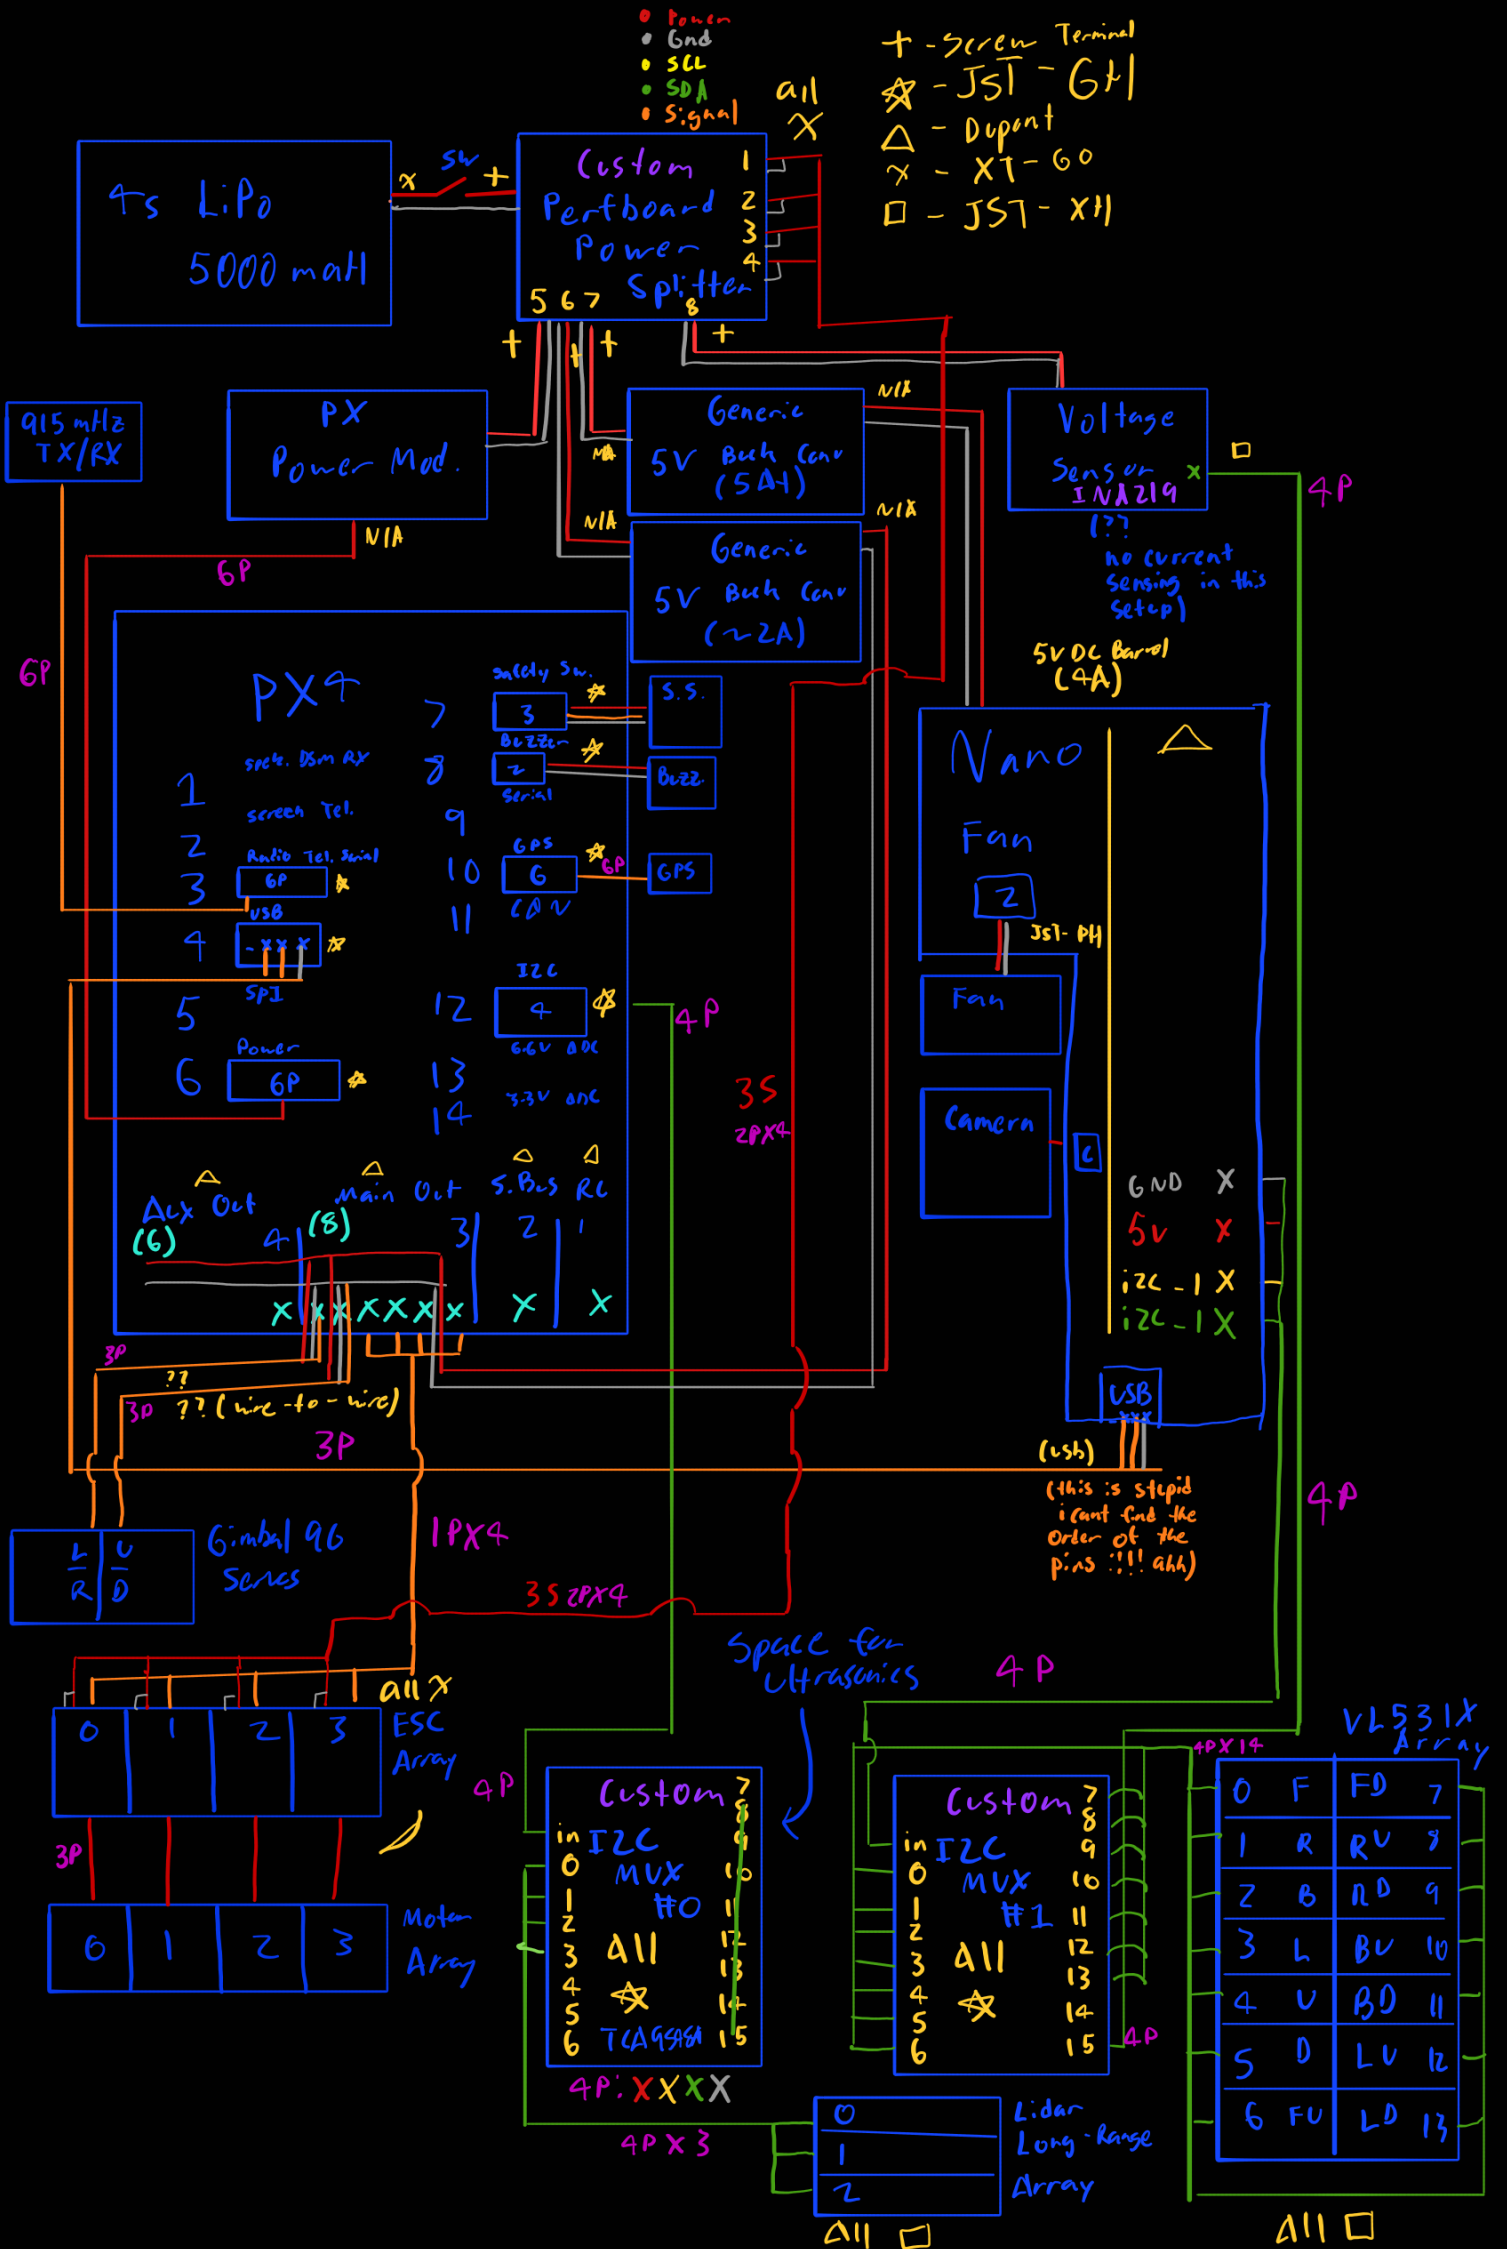 Power
Gnd
SCL
SDA
Signal
+ - Screw Terminal
☆ - JST - GH
△ - Dupont
x - XT-60
□ - JST-XH
all
X
4s LiPo
5000 maH
x
SW
+
Custom
Perfboard
Power
Splitter
1
2
3
4
5 6 7
8
+
+
+
+
915 mHz
TX/RX
PX
Power Mod.
N/A
6P
6P
Generic
5V Buck Conv
(5A+)
N/A
N/A
Generic
5V Buck Conv
(~2A)
N/A
N/A
Voltage
Sensor x
INA219
4P
(??
no current
sensing in this
setup)
5V DC Barrel
(4A)
PX4
1
Spek. DSM RX
2
Screen Tel.
3
Radio Tel. Serial
6P
4
USB
- x x x
5
SPI
6
Power
6P
7
Safety Sw.
3
S.S.
8
Buzzer
2
Buzz.
9
Serial
10
GPS
6
6P
GPS
11
CAN
12
I2C
4
4P
13
6.6V ADC
14
3.3V ADC
Aux Out
(6)
4
Main Out
(8)
3
S.Bus
2
RC
1
X X X X X X X X X
3P
??
3P
?? (wire-to-wire)
3P
3S
2PX4
Nano
Fan
2
JST-PH
Fan
Camera
C
GND X
5V X
i2C_1 X
i2C_1 X
USB
- x x x
(usb)
(this is stepid
i cant find the
order of the
pins :!!! ahh)
4P
L
R
U
D
Gimbal 9G
Series
1PX4
3S 2PX4
all X
0 1 2 3
ESC
Array
3P
0 1 2 3
Motor
Array
Space for
Ultrasonics
4P
4P
Custom
I2C
MUX
#0
All
☆
TCA9548A
in
0
1
2
3
4
5
6
7
8
9
10
11
12
13
14
15
4P: X X X X
4P X 3
Custom
I2C
MUX
#1
All
☆
in
0
1
2
3
4
5
6
7
8
9
10
11
12
13
14
15
4P
VL531X
Array
4PX14
0 F FD 7
1 R RU 8
2 B RD 9
3 L BU 10
4 U BD 11
5 D LU 12
6 FU LD 13
All □
0
1
2
Lidar
Long-Range
Array
All □